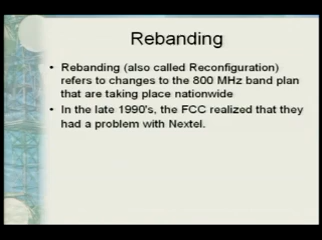 Rebanding
• Rebanding (also called Reconfiguration)
refers to changes to the 800 MHz band plan
that are taking place nationwide
• In the late 1990's, the FCC realized that they
had a problem with Nextel.